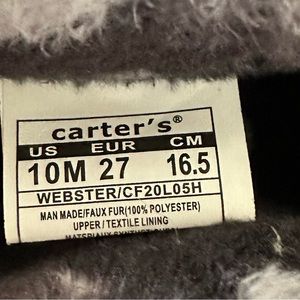 carter's®
US EUR CM
10M 27 16.5
WEBSTER/CF20L05H
MAN MADE/FAUX FUR(100% POLYESTER)
UPPER / TEXTILE LINING